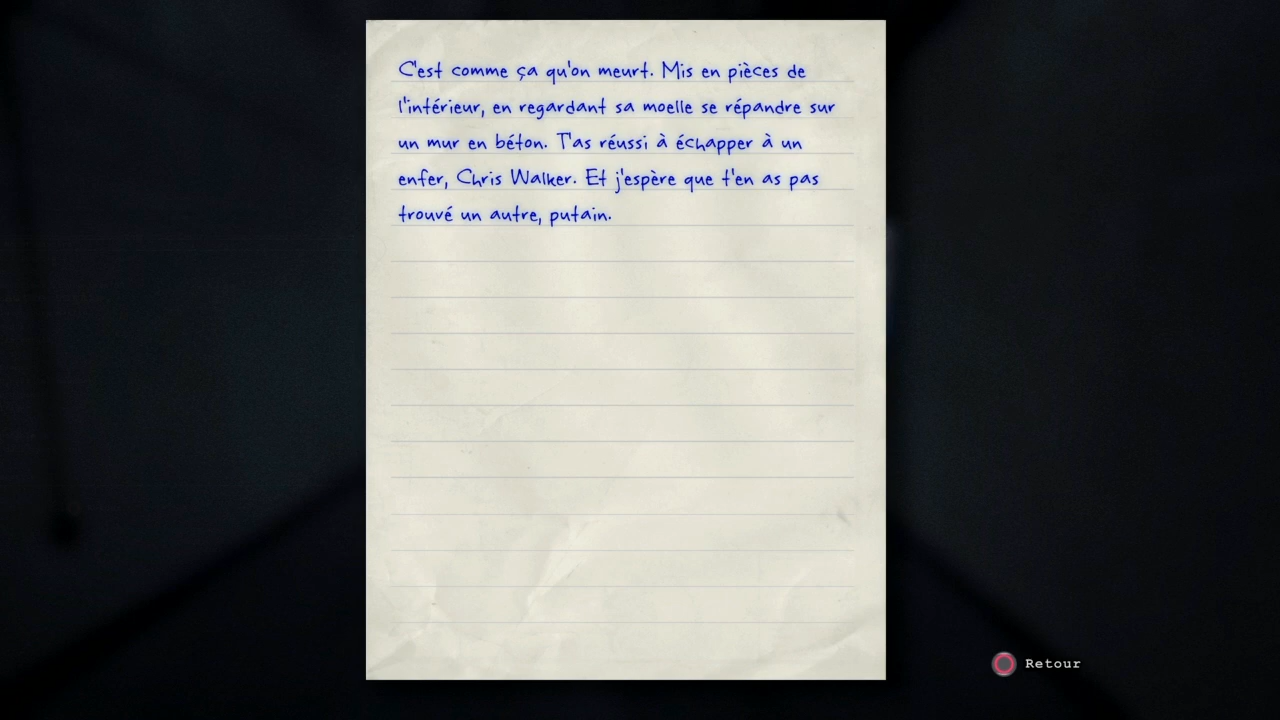 C'est comme ça qu'on meurt. Mis en pièces de
l'intérieur, en regardant sa moelle se répandre sur
un mur en béton. T'as réussi à échapper à un
enfer, Chris Walker. Et j'espère que t'en as pas
trouvé un autre, putain.
Retour